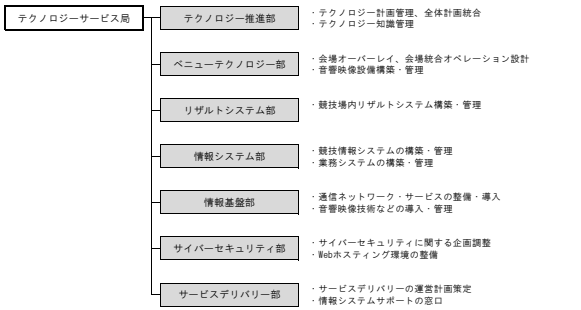 テクノロジーサービス局
テクノロジー推進部
・テクノロジー計画管理、全体計画統合
・テクノロジー知識管理
ベニューテクノロジー部
・会場オーバーレイ、会場統合オペレーション設計
・音響映像設備構築・管理
リザルトシステム部
・競技場内リザルトシステム構築・管理
情報システム部
・競技情報システムの構築・管理
・業務システムの構築・管理
情報基盤部
・通信ネットワーク・サービスの整備・導入
・音響映像技術などの導入・管理
サイバーセキュリティ部
・サイバーセキュリティに関する企画調整
・Webホスティング環境の整備
サービスデリバリー部
・サービスデリバリーの運営計画策定
・情報システムサポートの窓口